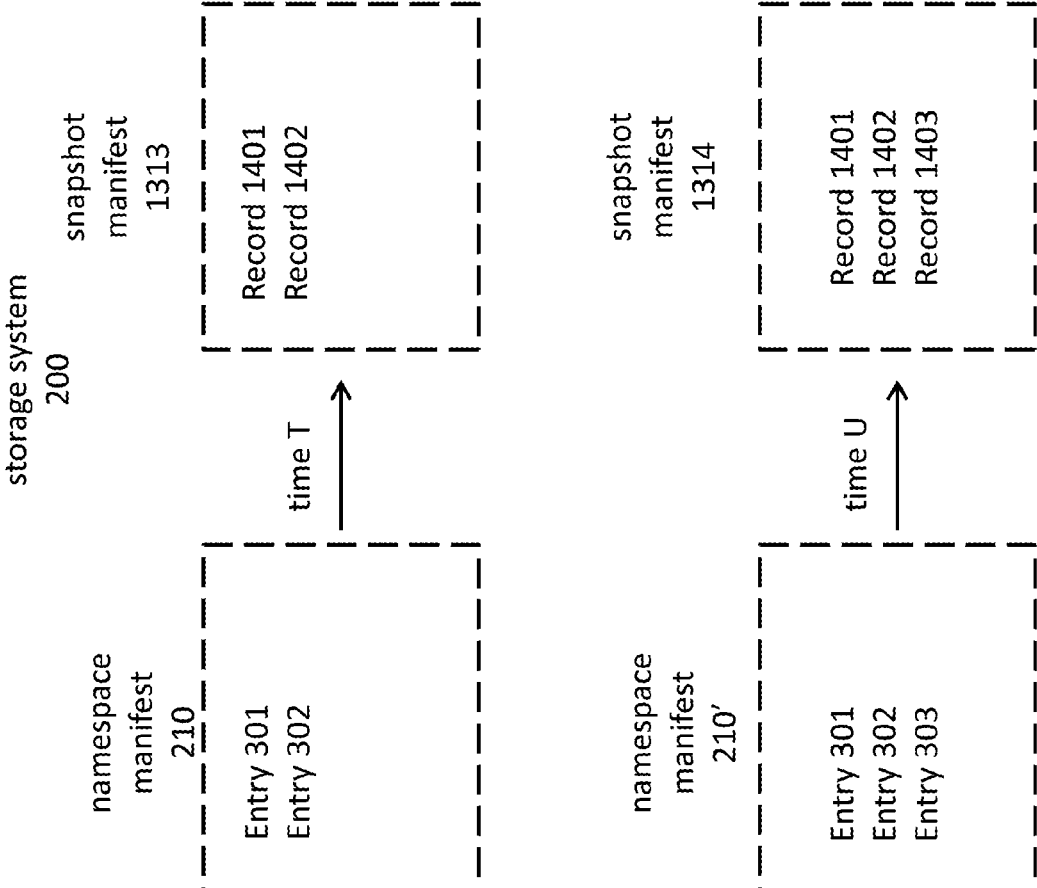 storage system
200
namespace
manifest
210
Entry 301
Entry 302
time T
snapshot
manifest
1313
Record 1401
Record 1402
namespace
manifest
210’
Entry 301
Entry 302
Entry 303
time U
snapshot
manifest
1314
Record 1401
Record 1402
Record 1403